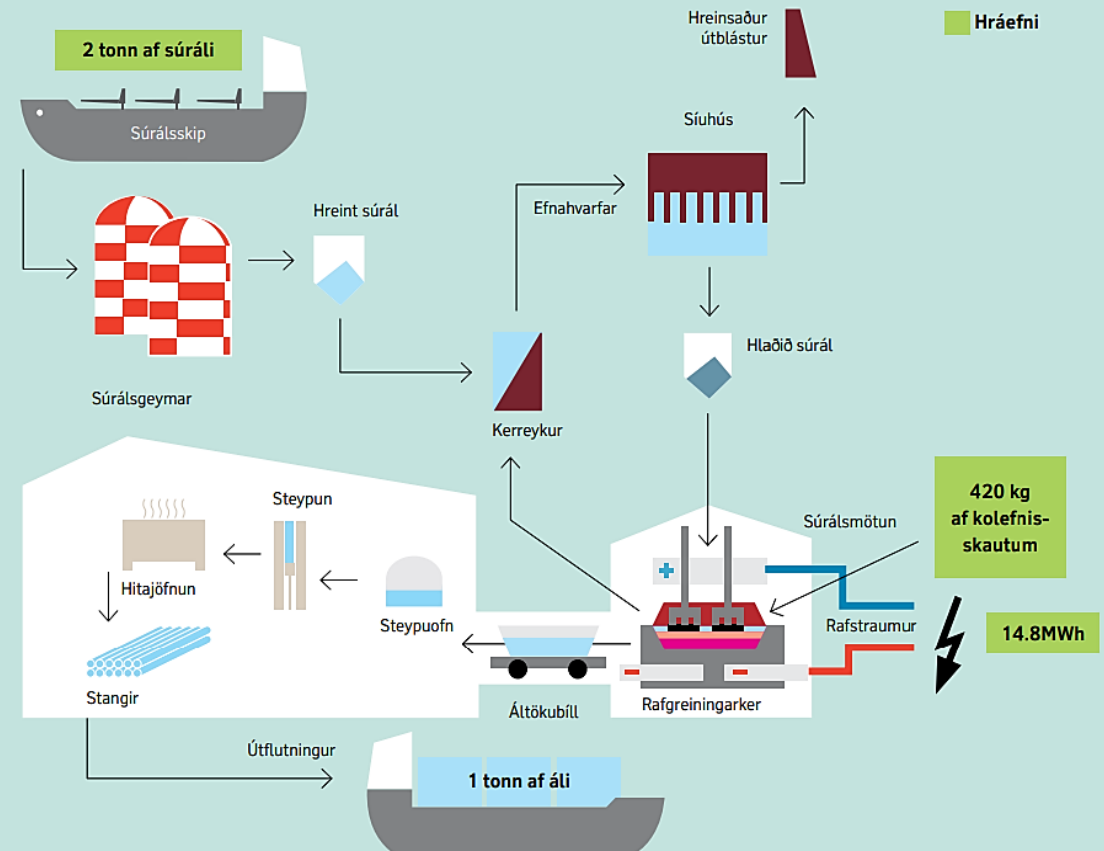 2 tonn af súráli
Súrálsskip
Súrálsgeymar
Hreint súrál
Hreinsaður
útblástur
Hráefni
Síuhús
Efnahvarfar
Kerreykur
Hlaðið súrál
Súrálsmötun
420 kg
af kolefnis-
skautum
Rafstraumur
14.8MWh
Rafgreiningarker
Áltökubíll
Steypuofn
Steypun
Hitajöfnun
Stangir
Útflutningur
1 tonn af áli